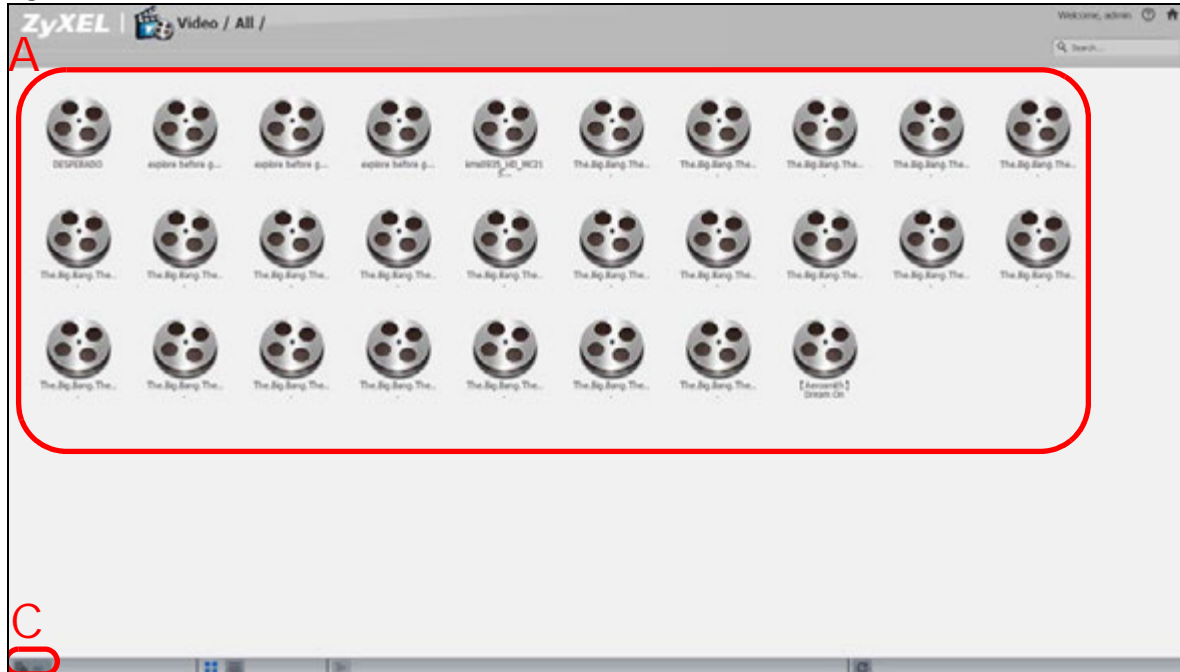 ZyXEL Video / All /
Welcome, admin
Search...
A
DESPERADO explore before g... explore before g... explore before g... The.Big.Bang.The... The.Big.Bang.The... The.Big.Bang.The... The.Big.Bang.The... The.Big.Bang.The...
The.Big.Bang.The... The.Big.Bang.The... The.Big.Bang.The... The.Big.Bang.The... The.Big.Bang.The... The.Big.Bang.The... The.Big.Bang.The... The.Big.Bang.The... The.Big.Bang.The... The.Big.Bang.The...
The.Big.Bang.The... The.Big.Bang.The... The.Big.Bang.The... The.Big.Bang.The... The.Big.Bang.The... The.Big.Bang.The... The.Big.Bang.The... [Aerosmith]
Dream On
C